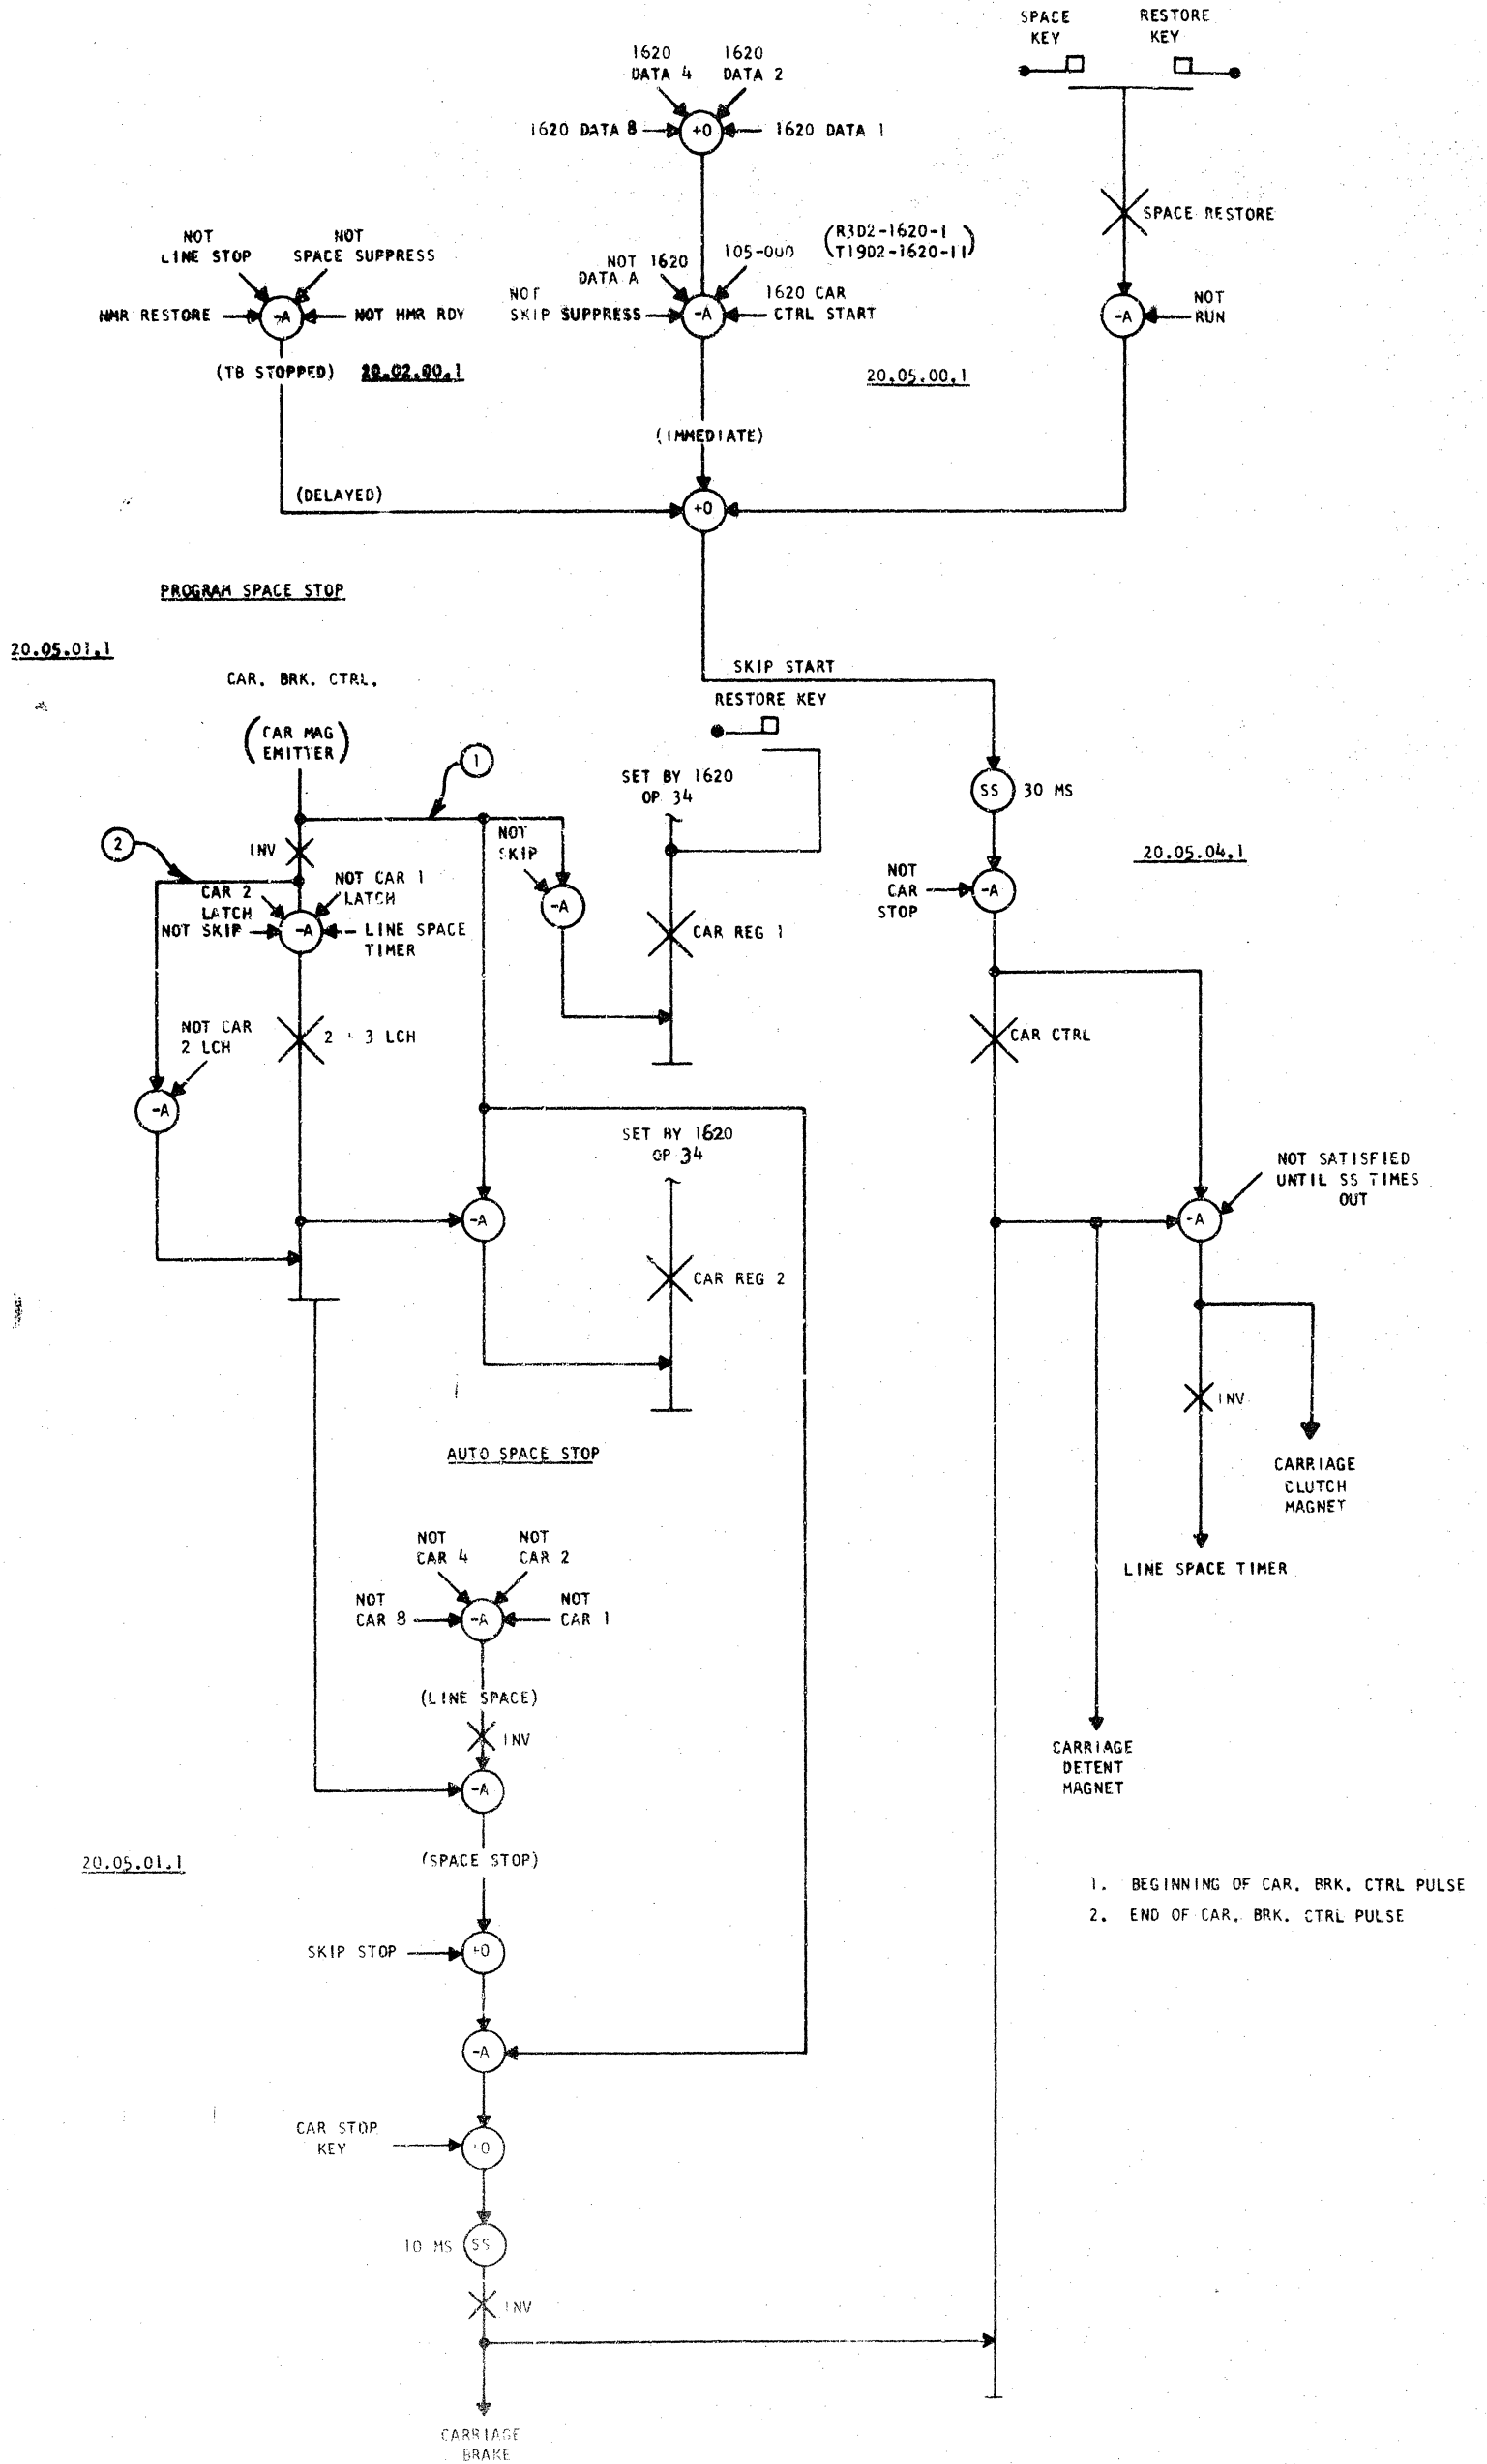 SPACE KEY
RESTORE KEY
1620 DATA 4
1620 DATA 2
1620 DATA 8
+O
1620 DATA 1
SPACE RESTORE
NOT LINE STOP
NOT SPACE SUPPRESS
HMR RESTORE
-A
NOT HMR RDY
(TB STOPPED)
20.02.00.1
NOT 1620 DATA A
105-000
(R3D2-1620-1
T19D2-1620-11)
NOT SKIP SUPPRESS
-A
1620 CAR CTRL START
-A
NOT RUN
20.05.00.1
(IMMEDIATE)
(DELAYED)
+O
PROGRAM SPACE STOP
20.05.01.1
SKIP START
CAR. BRK. CTRL.
(CAR MAG EMITTER)
1
RESTORE KEY
SET BY 1620 OP 34
SS
30 MS
2
INV
NOT SKIP
-A
20.05.04.1
CAR 2 LATCH
NOT CAR 1 LATCH
NOT SKIP
-A
LINE SPACE TIMER
CAR REG 1
NOT CAR STOP
-A
NOT CAR 2 LCH
2 - 3 LCH
CAR CTRL
-A
SET BY 1620 OP 34
-A
CAR REG 2
NOT SATISFIED UNTIL SS TIMES OUT
-A
INV
CARRIAGE CLUTCH MAGNET
LINE SPACE TIMER
AUTO SPACE STOP
NOT CAR 4
NOT CAR 2
NOT CAR 8
-A
NOT CAR 1
(LINE SPACE)
INV
-A
CARRIAGE DETENT MAGNET
20.05.01.1
(SPACE STOP)
1. BEGINNING OF CAR. BRK. CTRL PULSE
2. END OF CAR. BRK. CTRL PULSE
SKIP STOP
+O
-A
CAR STOP KEY
+O
10 MS
SS
INV
CARRIAGE BRAKE